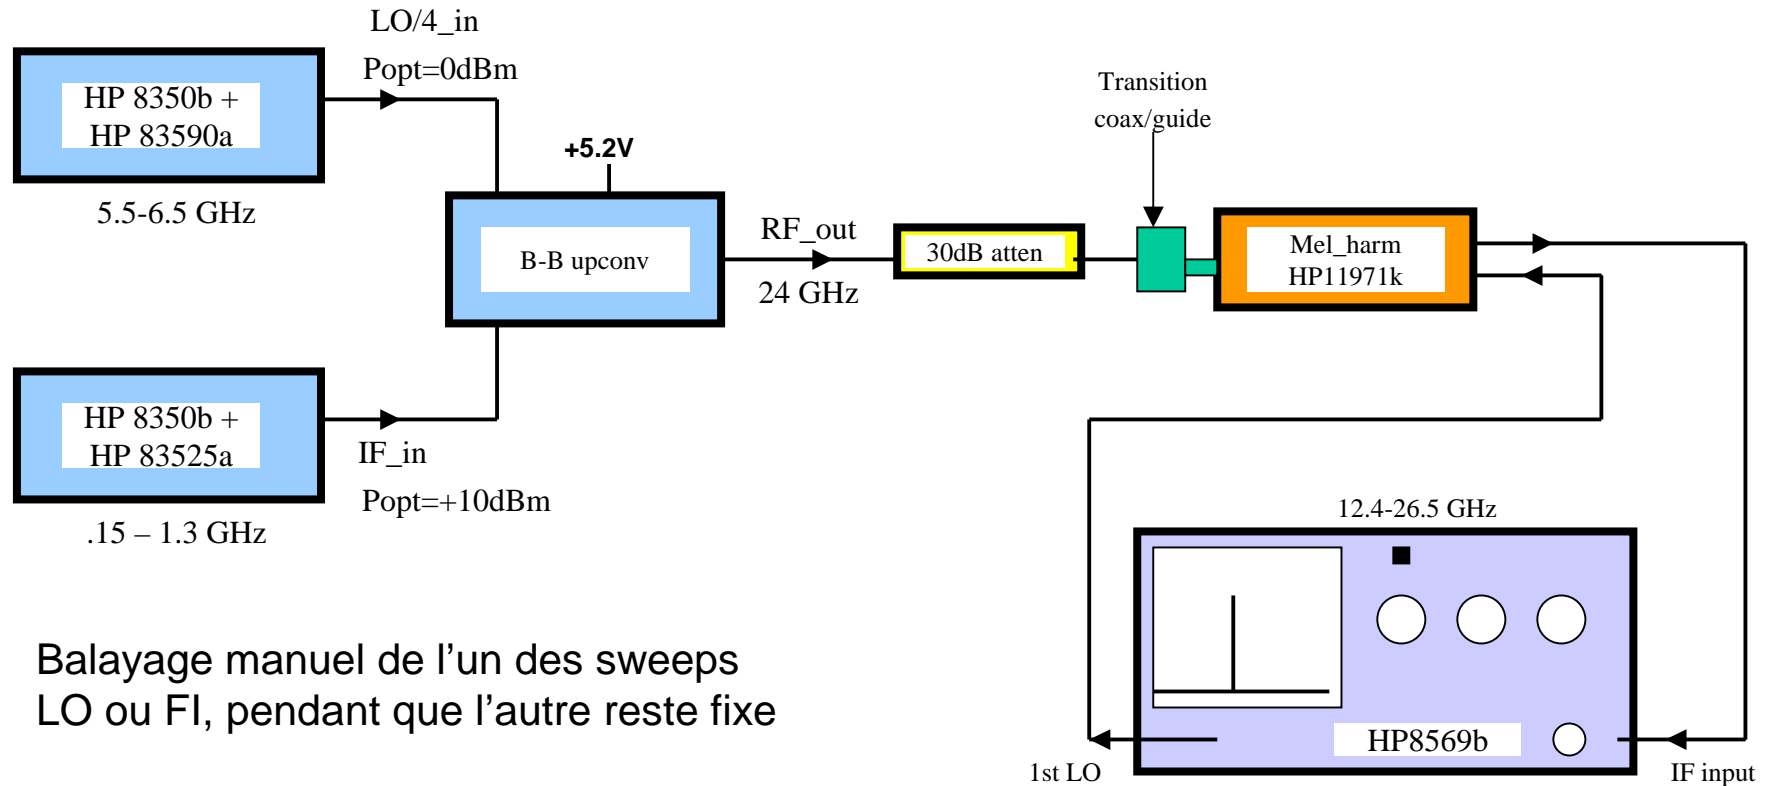 LO/4_in
Popt=0dBm
HP 8350b +
HP 83590a
5.5-6.5 GHz
+5.2V
Transition
coax/guide
B-B upconv
RF_out
24 GHz
30dB atten
Mel_harm
HP11971k
HP 8350b +
HP 83525a
IF_in
Popt=+10dBm
.15 – 1.3 GHz
12.4-26.5 GHz
HP8569b
1st LO
IF input
Balayage manuel de l’un des sweeps
LO ou FI, pendant que l’autre reste fixe